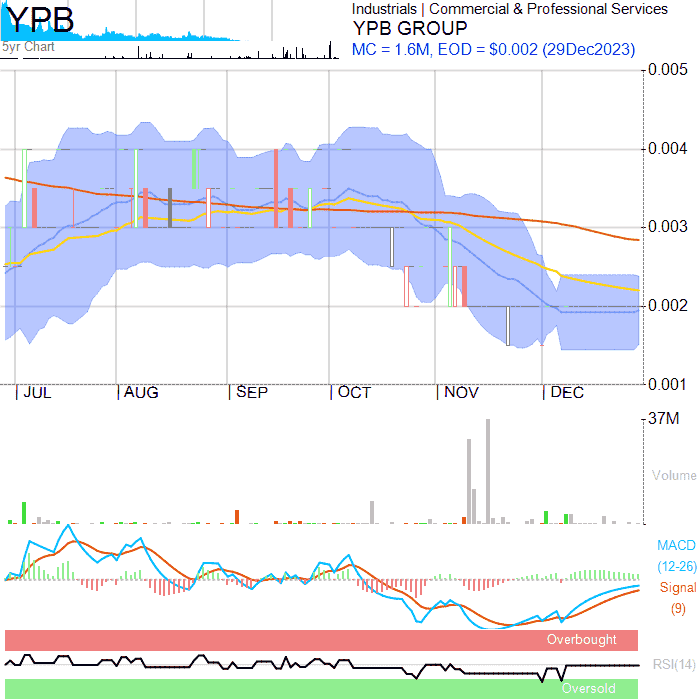 YPB
5yr Chart
Industrials | Commercial & Professional Services
YPB GROUP
MC = 1.6M, EOD = $0.002 (29Dec2023)
0.005
0.004
0.003
0.002
0.001
JUL AUG SEP OCT NOV DEC
37M
Volume
MACD
(12-26)
Signal
(9)
Overbought
RSI(14)
Oversold